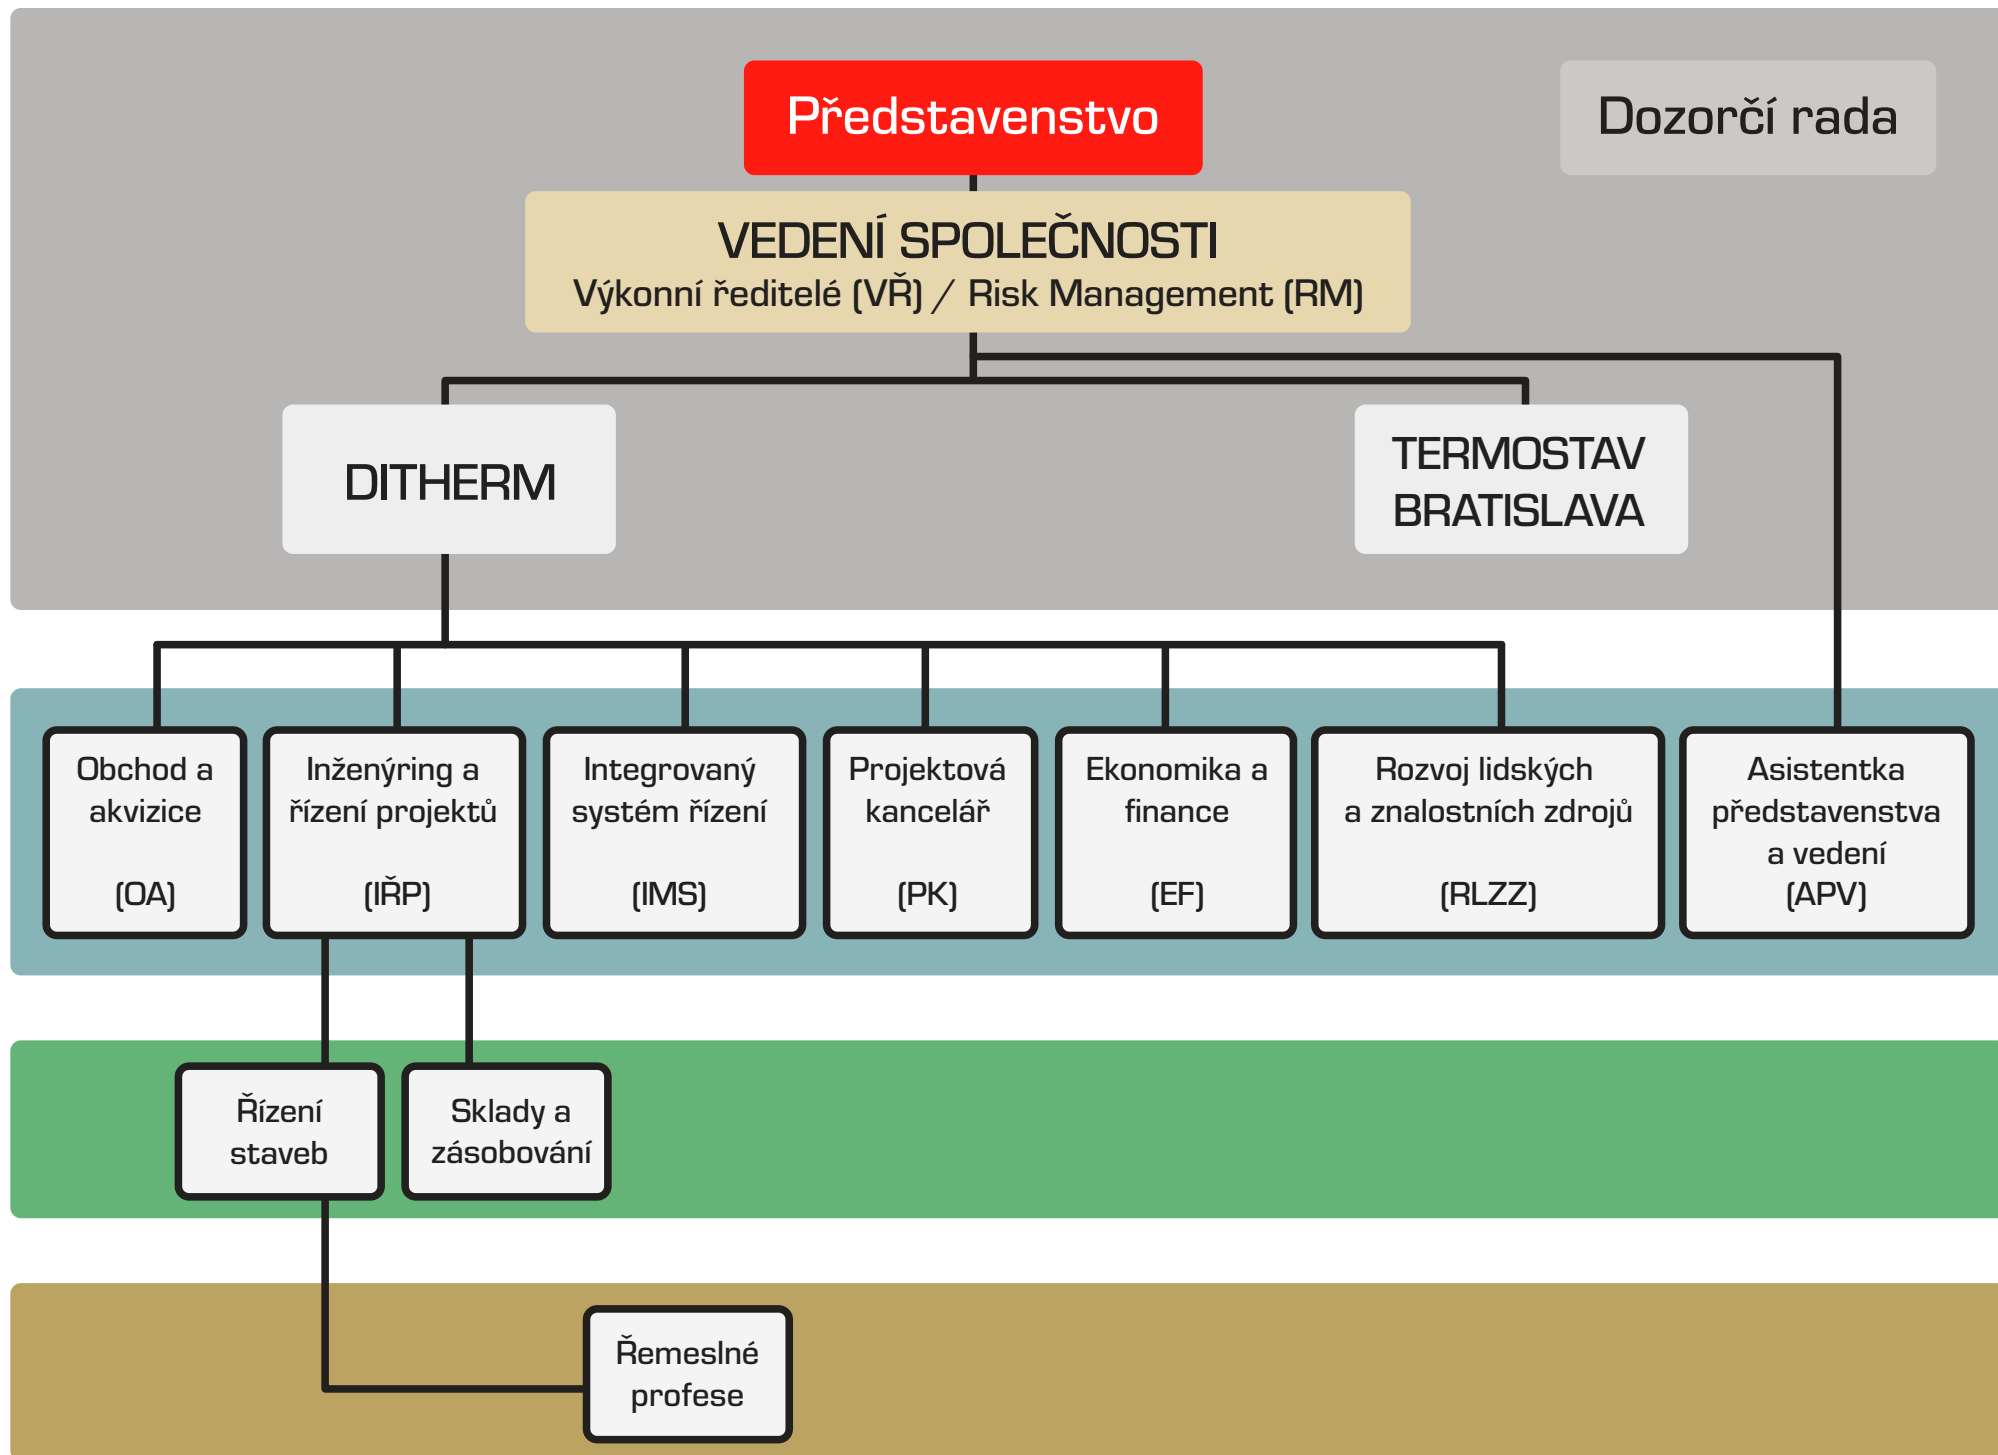 Představenstvo
Dozorčí rada
VEDENÍ SPOLEČNOSTI
Výkonní ředitelé (VŘ) / Risk Management (RM)
DITHERM
TERMOSTAV
BRATISLAVA
Obchod a
akvizice
(OA)
Inženýring a
řízení projektů
(IŘP)
Integrovaný
systém řízení
(IMS)
Projektová
kancelář
(PK)
Ekonomika a
finance
(EF)
Rozvoj lidských
a znalostních zdrojů
(RLZZ)
Asistentka
představenstva
a vedení
(APV)
Řízení
staveb
Sklady a
zásobování
Řemeslné
profese